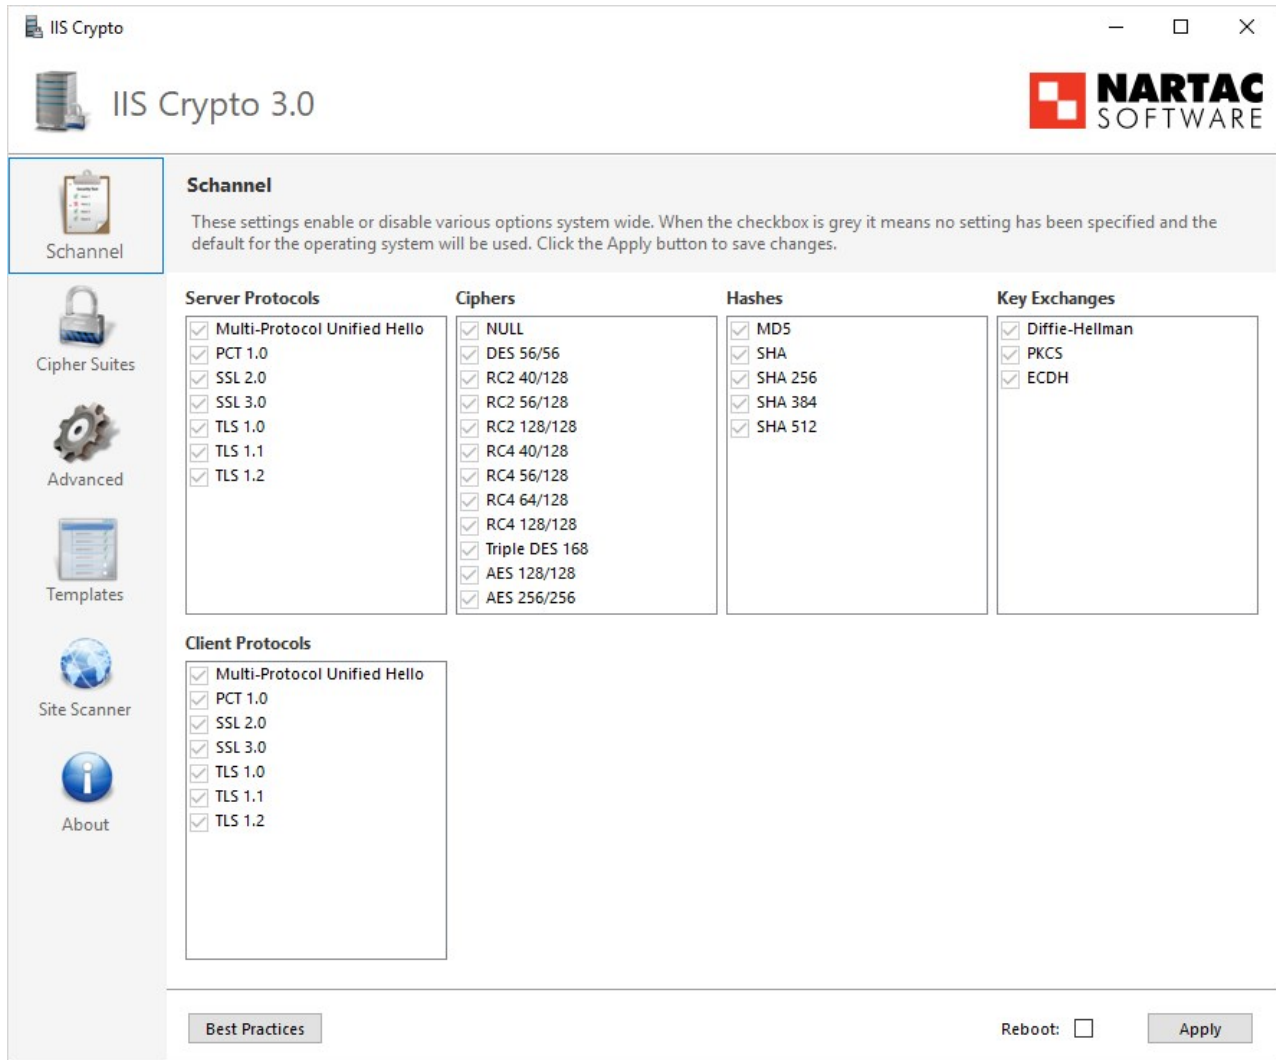 IIS Crypto
IIS Crypto 3.0
NARTAC
SOFTWARE
Schannel
Cipher Suites
Advanced
Templates
Site Scanner
About
Schannel
These settings enable or disable various options system wide. When the checkbox is grey it means no setting has been specified and the
default for the operating system will be used. Click the Apply button to save changes.
Server Protocols
Multi-Protocol Unified Hello
PCT 1.0
SSL 2.0
SSL 3.0
TLS 1.0
TLS 1.1
TLS 1.2
Ciphers
NULL
DES 56/56
RC2 40/128
RC2 56/128
RC2 128/128
RC4 40/128
RC4 56/128
RC4 64/128
RC4 128/128
Triple DES 168
AES 128/128
AES 256/256
Hashes
MD5
SHA
SHA 256
SHA 384
SHA 512
Key Exchanges
Diffie-Hellman
PKCS
ECDH
Client Protocols
Multi-Protocol Unified Hello
PCT 1.0
SSL 2.0
SSL 3.0
TLS 1.0
TLS 1.1
TLS 1.2
Best Practices
Reboot:
Apply